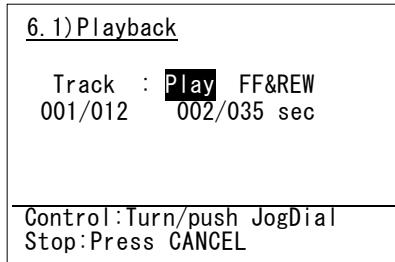 6.1)Playback
Track : Play FF&REW
001/012 002/035 sec
Control:Turn/push JogDial
Stop:Press CANCEL